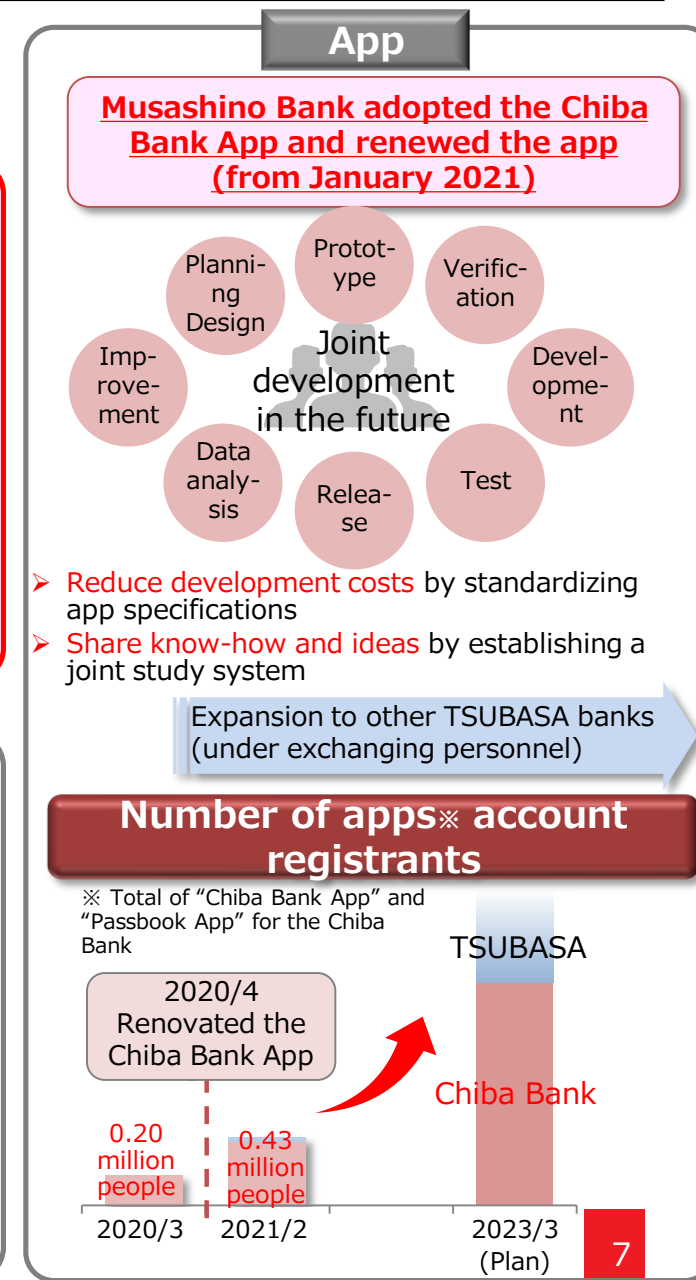 App
Musashino Bank adopted the Chiba
Bank App and renewed the app
(from January 2021)
Protot-
ype
Planni-
ng
Design
Verific-
ation
Imp-
rove-
ment
Joint
development
in the future
Devel-
opme-
nt
Data
analy-
sis
Relea-
se
Test
➢ Reduce development costs by standardizing
app specifications
➢ Share know-how and ideas by establishing a
joint study system
Expansion to other TSUBASA banks
(under exchanging personnel)
Number of apps※ account
registrants
※ Total of “Chiba Bank App” and
“Passbook App” for the Chiba
Bank
TSUBASA
2020/4
Renovated the
Chiba Bank App
Chiba Bank
0.20
million
people
0.43
million
people
2020/3
2021/2
2023/3
(Plan)
7